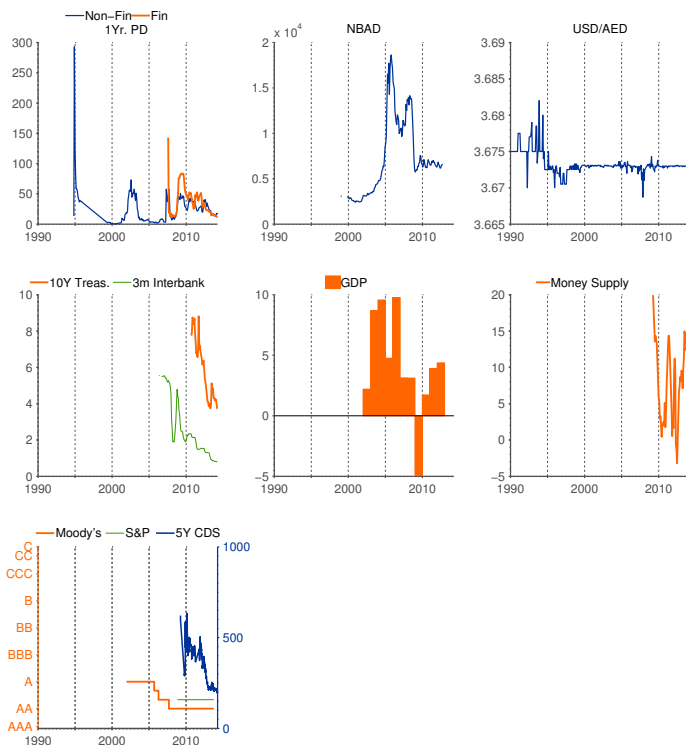 Non−Fin Fin
1Yr. PD
300
250
200
150
100
50
0
1990 2000 2010
NBAD
x 10⁴
2
1.5
1
0.5
0
1990 2000 2010
USD/AED
3.69
3.685
3.68
3.675
3.67
3.665
1990 2000 2010
10Y Treas. 3m Interbank
10
8
6
4
2
0
1990 2000 2010
GDP
10
5
0
−5
1990 2000 2010
Money Supply
20
15
10
5
0
−5
1990 2000 2010
Moody's S&P 5Y CDS
C
CC
CCC
B
BB
BBB
A
AA
AAA
1000
500
0
1990 2000 2010